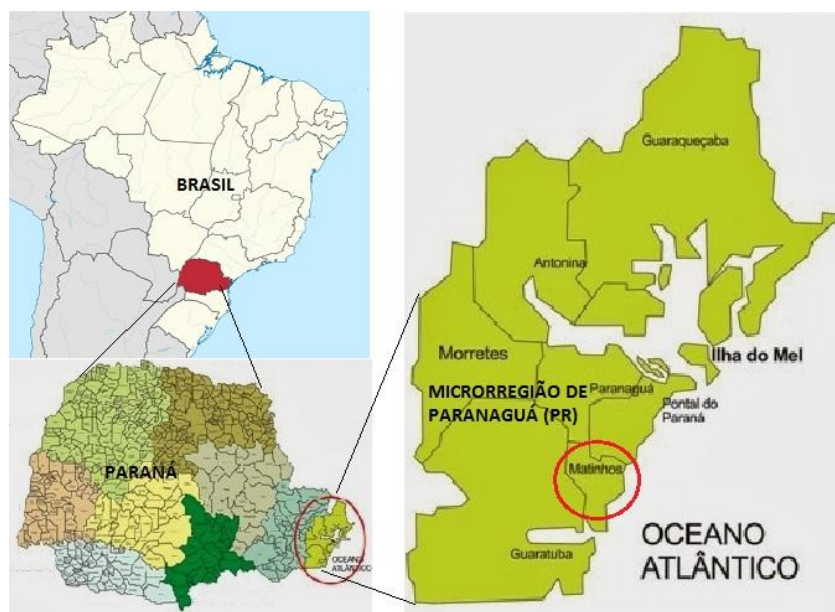 BRASIL
PARANÁ
OCEANO
ATLÂNTICO
Guaraqueçaba
Antonina
Ilha do Mel
Morretes
Paranaguá
MICRORREGIÃO DE
PARANAGUÁ (PR)
Pontal do
Paraná
Matinhos
OCEANO
ATLÂNTICO
Guaratuba